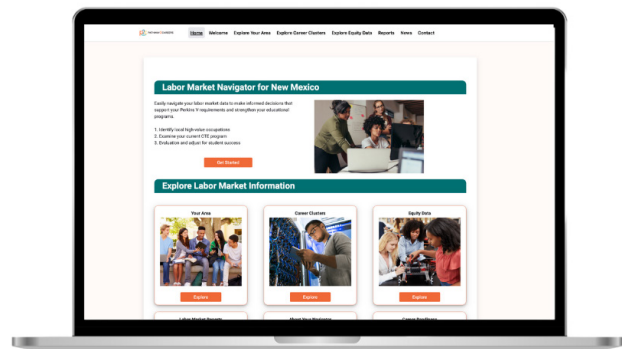 Home Welcome Explore Your Area Explore Career Clusters Explore Equity Data Reports News Contact
Labor Market Navigator for New Mexico
Easily navigate your labor market data to make informed decisions that
support your Perkins V requirements and strengthen your educational
programs.
1. Identify local high-value occupations
2. Examine your current CTE program
3. Evaluation and adjust for student success
Get Started
Explore Labor Market Information
Your Area Career Clusters Equity Data
Explore Explore Explore